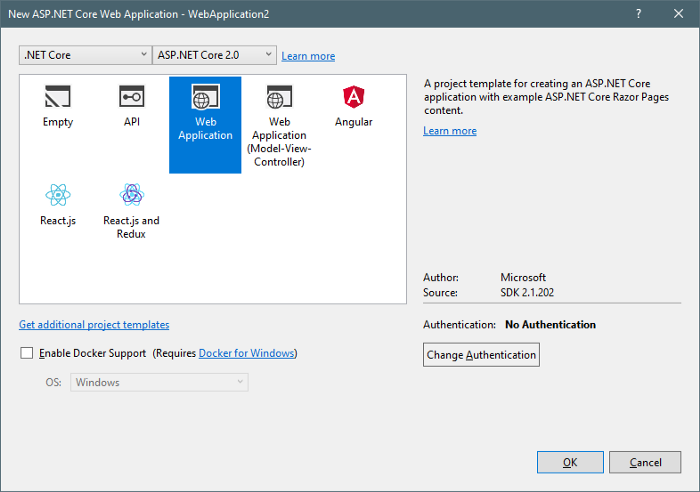 New ASP.NET Core Web Application - WebApplication2
.NET Core
ASP.NET Core 2.0
Learn more
Empty
API
Web
Application
Web
Application
(Model-View-
Controller)
Angular
React.js
React.js and
Redux
A project template for creating an ASP.NET Core
application with example ASP.NET Core Razor Pages
content.
Learn more
Author: Microsoft
Source: SDK 2.1.202
Get additional project templates
Authentication: No Authentication
Enable Docker Support (Requires Docker for Windows)
Change Authentication
OS: Windows
OK
Cancel